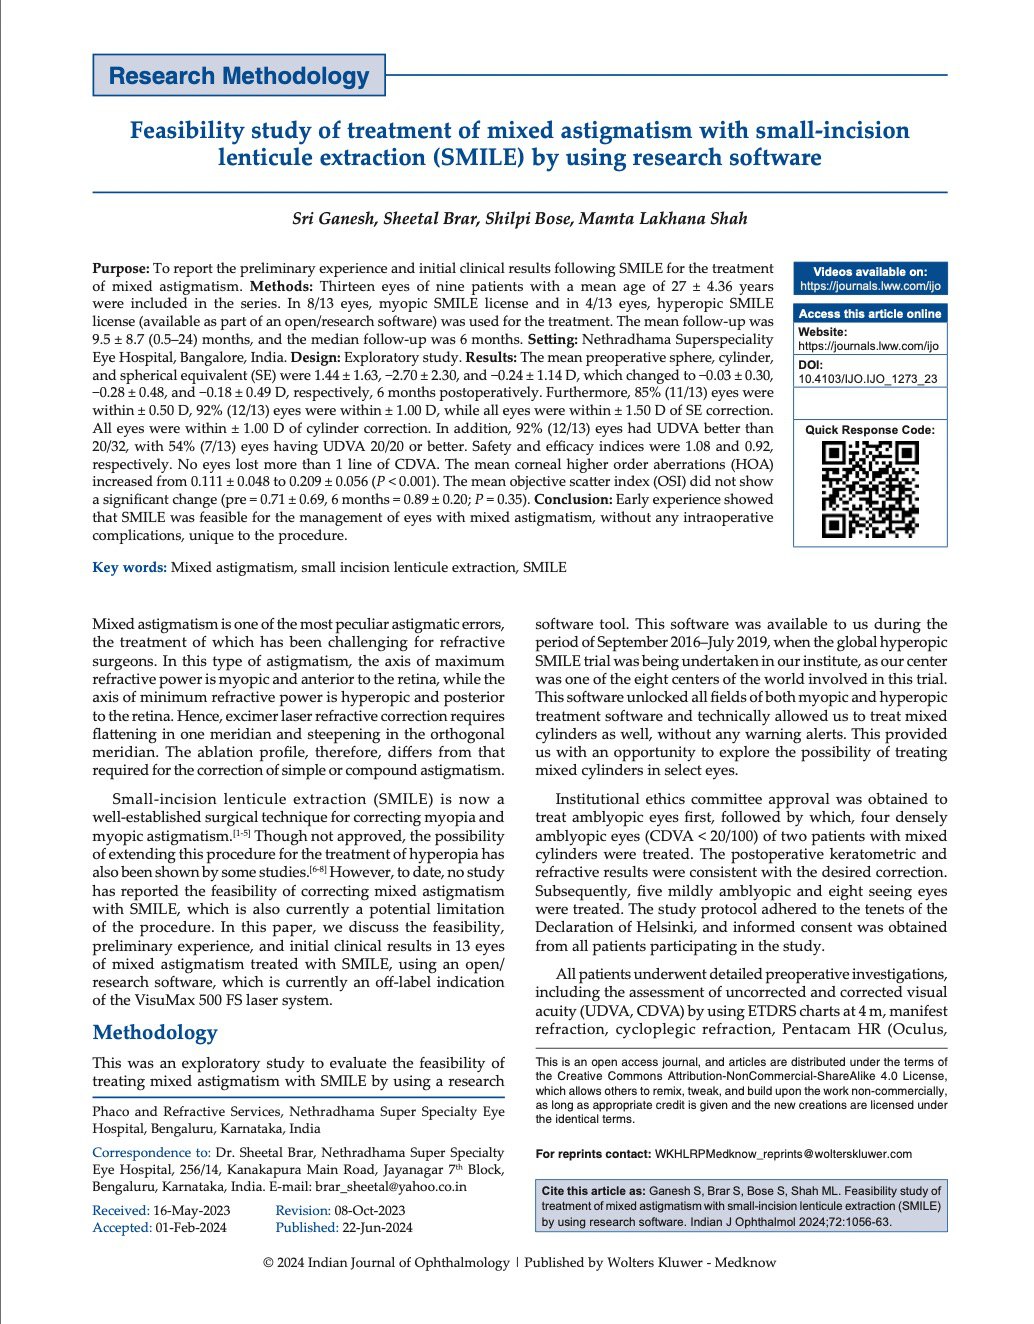 Research Methodology
Feasibility study of treatment of mixed astigmatism with small-incision
lenticule extraction (SMILE) by using research software
Sri Ganesh, Sheetal Brar, Shilpi Bose, Mamta Lakhana Shah
Purpose: To report the preliminary experience and initial clinical results following SMILE for the treatment
of mixed astigmatism. Methods: Thirteen eyes of nine patients with a mean age of 27 ± 4.36 years
were included in the series. In 8/13 eyes, myopic SMILE license and in 4/13 eyes, hyperopic SMILE
license (available as part of an open/research software) was used for the treatment. The mean follow-up was
9.5 ± 8.7 (0.5–24) months, and the median follow-up was 6 months. Setting: Nethradhama Superspeciality
Eye Hospital, Bangalore, India. Design: Exploratory study. Results: The mean preoperative sphere, cylinder,
and spherical equivalent (SE) were 1.44 ± 1.63, −2.70 ± 2.30, and −0.24 ± 1.14 D, which changed to −0.03 ± 0.30,
−0.28 ± 0.48, and −0.18 ± 0.49 D, respectively, 6 months postoperatively. Furthermore, 85% (11/13) eyes were
within ± 0.50 D, 92% (12/13) eyes were within ± 1.00 D, while all eyes were within ± 1.50 D of SE correction.
All eyes were within ± 1.00 D of cylinder correction. In addition, 92% (12/13) eyes had UDVA better than
20/32, with 54% (7/13) eyes having UDVA 20/20 or better. Safety and efficacy indices were 1.08 and 0.92,
respectively. No eyes lost more than 1 line of CDVA. The mean corneal higher order aberrations (HOA)
increased from 0.111 ± 0.048 to 0.209 ± 0.056 (P < 0.001). The mean objective scatter index (OSI) did not show
a significant change (pre = 0.71 ± 0.69, 6 months = 0.89 ± 0.20; P = 0.35). Conclusion: Early experience showed
that SMILE was feasible for the management of eyes with mixed astigmatism, without any intraoperative
complications, unique to the procedure.
Key words: Mixed astigmatism, small incision lenticule extraction, SMILE
Videos available on:
https://journals.lww.com/ijo
Access this article online
Website:
https://journals.lww.com/ijo
DOI:
10.4103/IJO.IJO_1273_23
Quick Response Code:
Mixed astigmatism is one of the most peculiar astigmatic errors,
the treatment of which has been challenging for refractive
surgeons. In this type of astigmatism, the axis of maximum
refractive power is myopic and anterior to the retina, while the
axis of minimum refractive power is hyperopic and posterior
to the retina. Hence, excimer laser refractive correction requires
flattening in one meridian and steepening in the orthogonal
meridian. The ablation profile, therefore, differs from that
required for the correction of simple or compound astigmatism.
Small-incision lenticule extraction (SMILE) is now a
well-established surgical technique for correcting myopia and
myopic astigmatism.[1-5] Though not approved, the possibility
of extending this procedure for the treatment of hyperopia has
also been shown by some studies.[6-8] However, to date, no study
has reported the feasibility of correcting mixed astigmatism
with SMILE, which is also currently a potential limitation
of the procedure. In this paper, we discuss the feasibility,
preliminary experience, and initial clinical results in 13 eyes
of mixed astigmatism treated with SMILE, using an open/
research software, which is currently an off-label indication
of the VisuMax 500 FS laser system.
Methodology
This was an exploratory study to evaluate the feasibility of
treating mixed astigmatism with SMILE by using a research
Phaco and Refractive Services, Nethradhama Super Specialty Eye
Hospital, Bengaluru, Karnataka, India
Correspondence to: Dr. Sheetal Brar, Nethradhama Super Specialty
Eye Hospital, 256/14, Kanakapura Main Road, Jayanagar 7th Block,
Bengaluru, Karnataka, India. E-mail: brar_sheetal@yahoo.co.in
Received: 16-May-2023 Revision: 08-Oct-2023
Accepted: 01-Feb-2024 Published: 22-Jun-2024
software tool. This software was available to us during the
period of September 2016–July 2019, when the global hyperopic
SMILE trial was being undertaken in our institute, as our center
was one of the eight centers of the world involved in this trial.
This software unlocked all fields of both myopic and hyperopic
treatment software and technically allowed us to treat mixed
cylinders as well, without any warning alerts. This provided
us with an opportunity to explore the possibility of treating
mixed cylinders in select eyes.
Institutional ethics committee approval was obtained to
treat amblyopic eyes first, followed by which, four densely
amblyopic eyes (CDVA < 20/100) of two patients with mixed
cylinders were treated. The postoperative keratometric and
refractive results were consistent with the desired correction.
Subsequently, five mildly amblyopic and eight seeing eyes
were treated. The study protocol adhered to the tenets of the
Declaration of Helsinki, and informed consent was obtained
from all patients participating in the study.
All patients underwent detailed preoperative investigations,
including the assessment of uncorrected and corrected visual
acuity (UDVA, CDVA) by using ETDRS charts at 4 m, manifest
refraction, cycloplegic refraction, Pentacam HR (Oculus,
This is an open access journal, and articles are distributed under the terms of
the Creative Commons Attribution-NonCommercial-ShareAlike 4.0 License,
which allows others to remix, tweak, and build upon the work non-commercially,
as long as appropriate credit is given and the new creations are licensed under
the identical terms.
For reprints contact: WKHLRPMedknow_reprints@wolterskluwer.com
Cite this article as: Ganesh S, Brar S, Bose S, Shah ML. Feasibility study of
treatment of mixed astigmatism with small-incision lenticule extraction (SMILE)
by using research software. Indian J Ophthalmol 2024;72:1056-63.
© 2024 Indian Journal of Ophthalmology | Published by Wolters Kluwer - Medknow